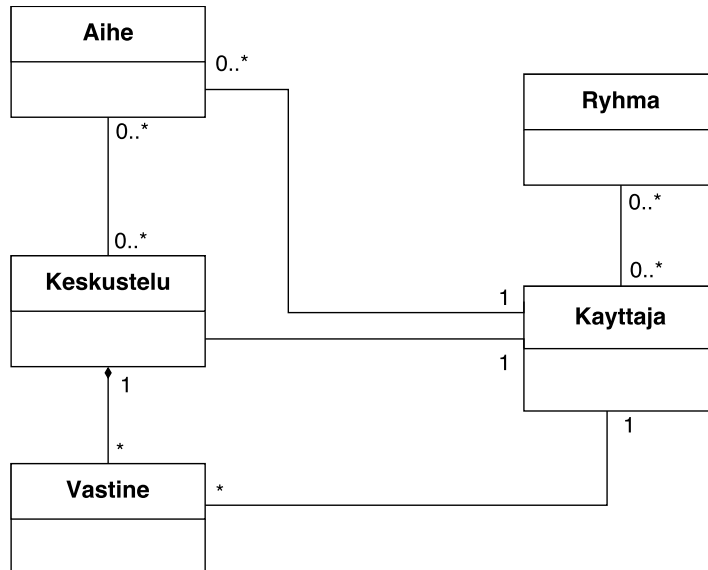 Aihe
0..*
Ryhma
0..*
0..*
0..*
0..*
Keskustelu
1
Kayttaja
1
1
1
*
Vastine
*